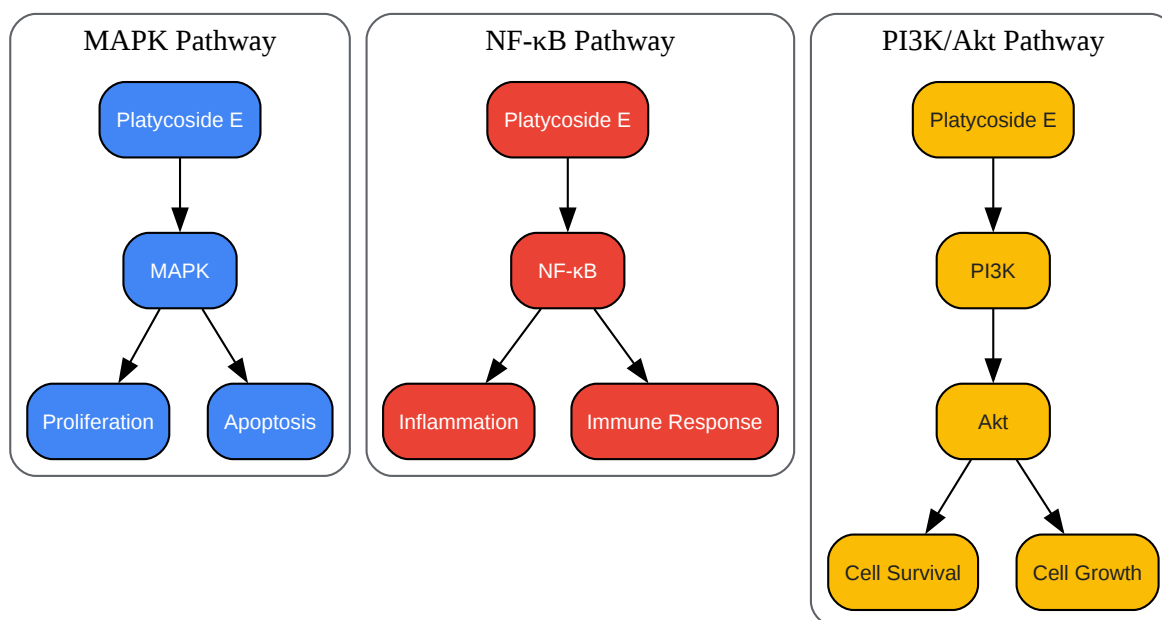 MAPK Pathway
Platycoside E
MAPK
Proliferation
Apoptosis
NF-κB Pathway
Platycoside E
NF-κB
Inflammation
Immune Response
PI3K/Akt Pathway
Platycoside E
PI3K
Akt
Cell Survival
Cell Growth